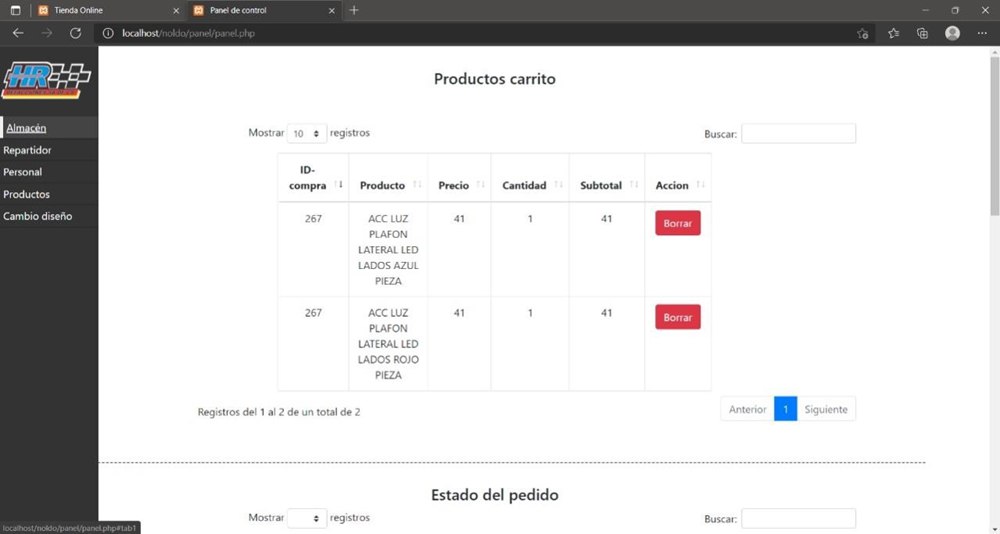 Tienda Online
Panel de control
localhost/noldo/panel/panel.php
HR
Almacén
Repartidor
Personal
Productos
Cambio diseño
Productos carrito
Mostrar 10 registros
Buscar:
ID-
compra Producto Precio Cantidad Subtotal Accion
267 ACC LUZ 41 1 41 Borrar
PLAFON
LATERAL LED
LADOS AZUL
PIEZA
267 ACC LUZ 41 1 41 Borrar
PLAFON
LATERAL LED
LADOS ROJO
PIEZA
Registros del 1 al 2 de un total de 2
Anterior 1 Siguiente
Estado del pedido
Mostrar registros
Buscar:
localhost/noldo/panel/panel.php#tab1